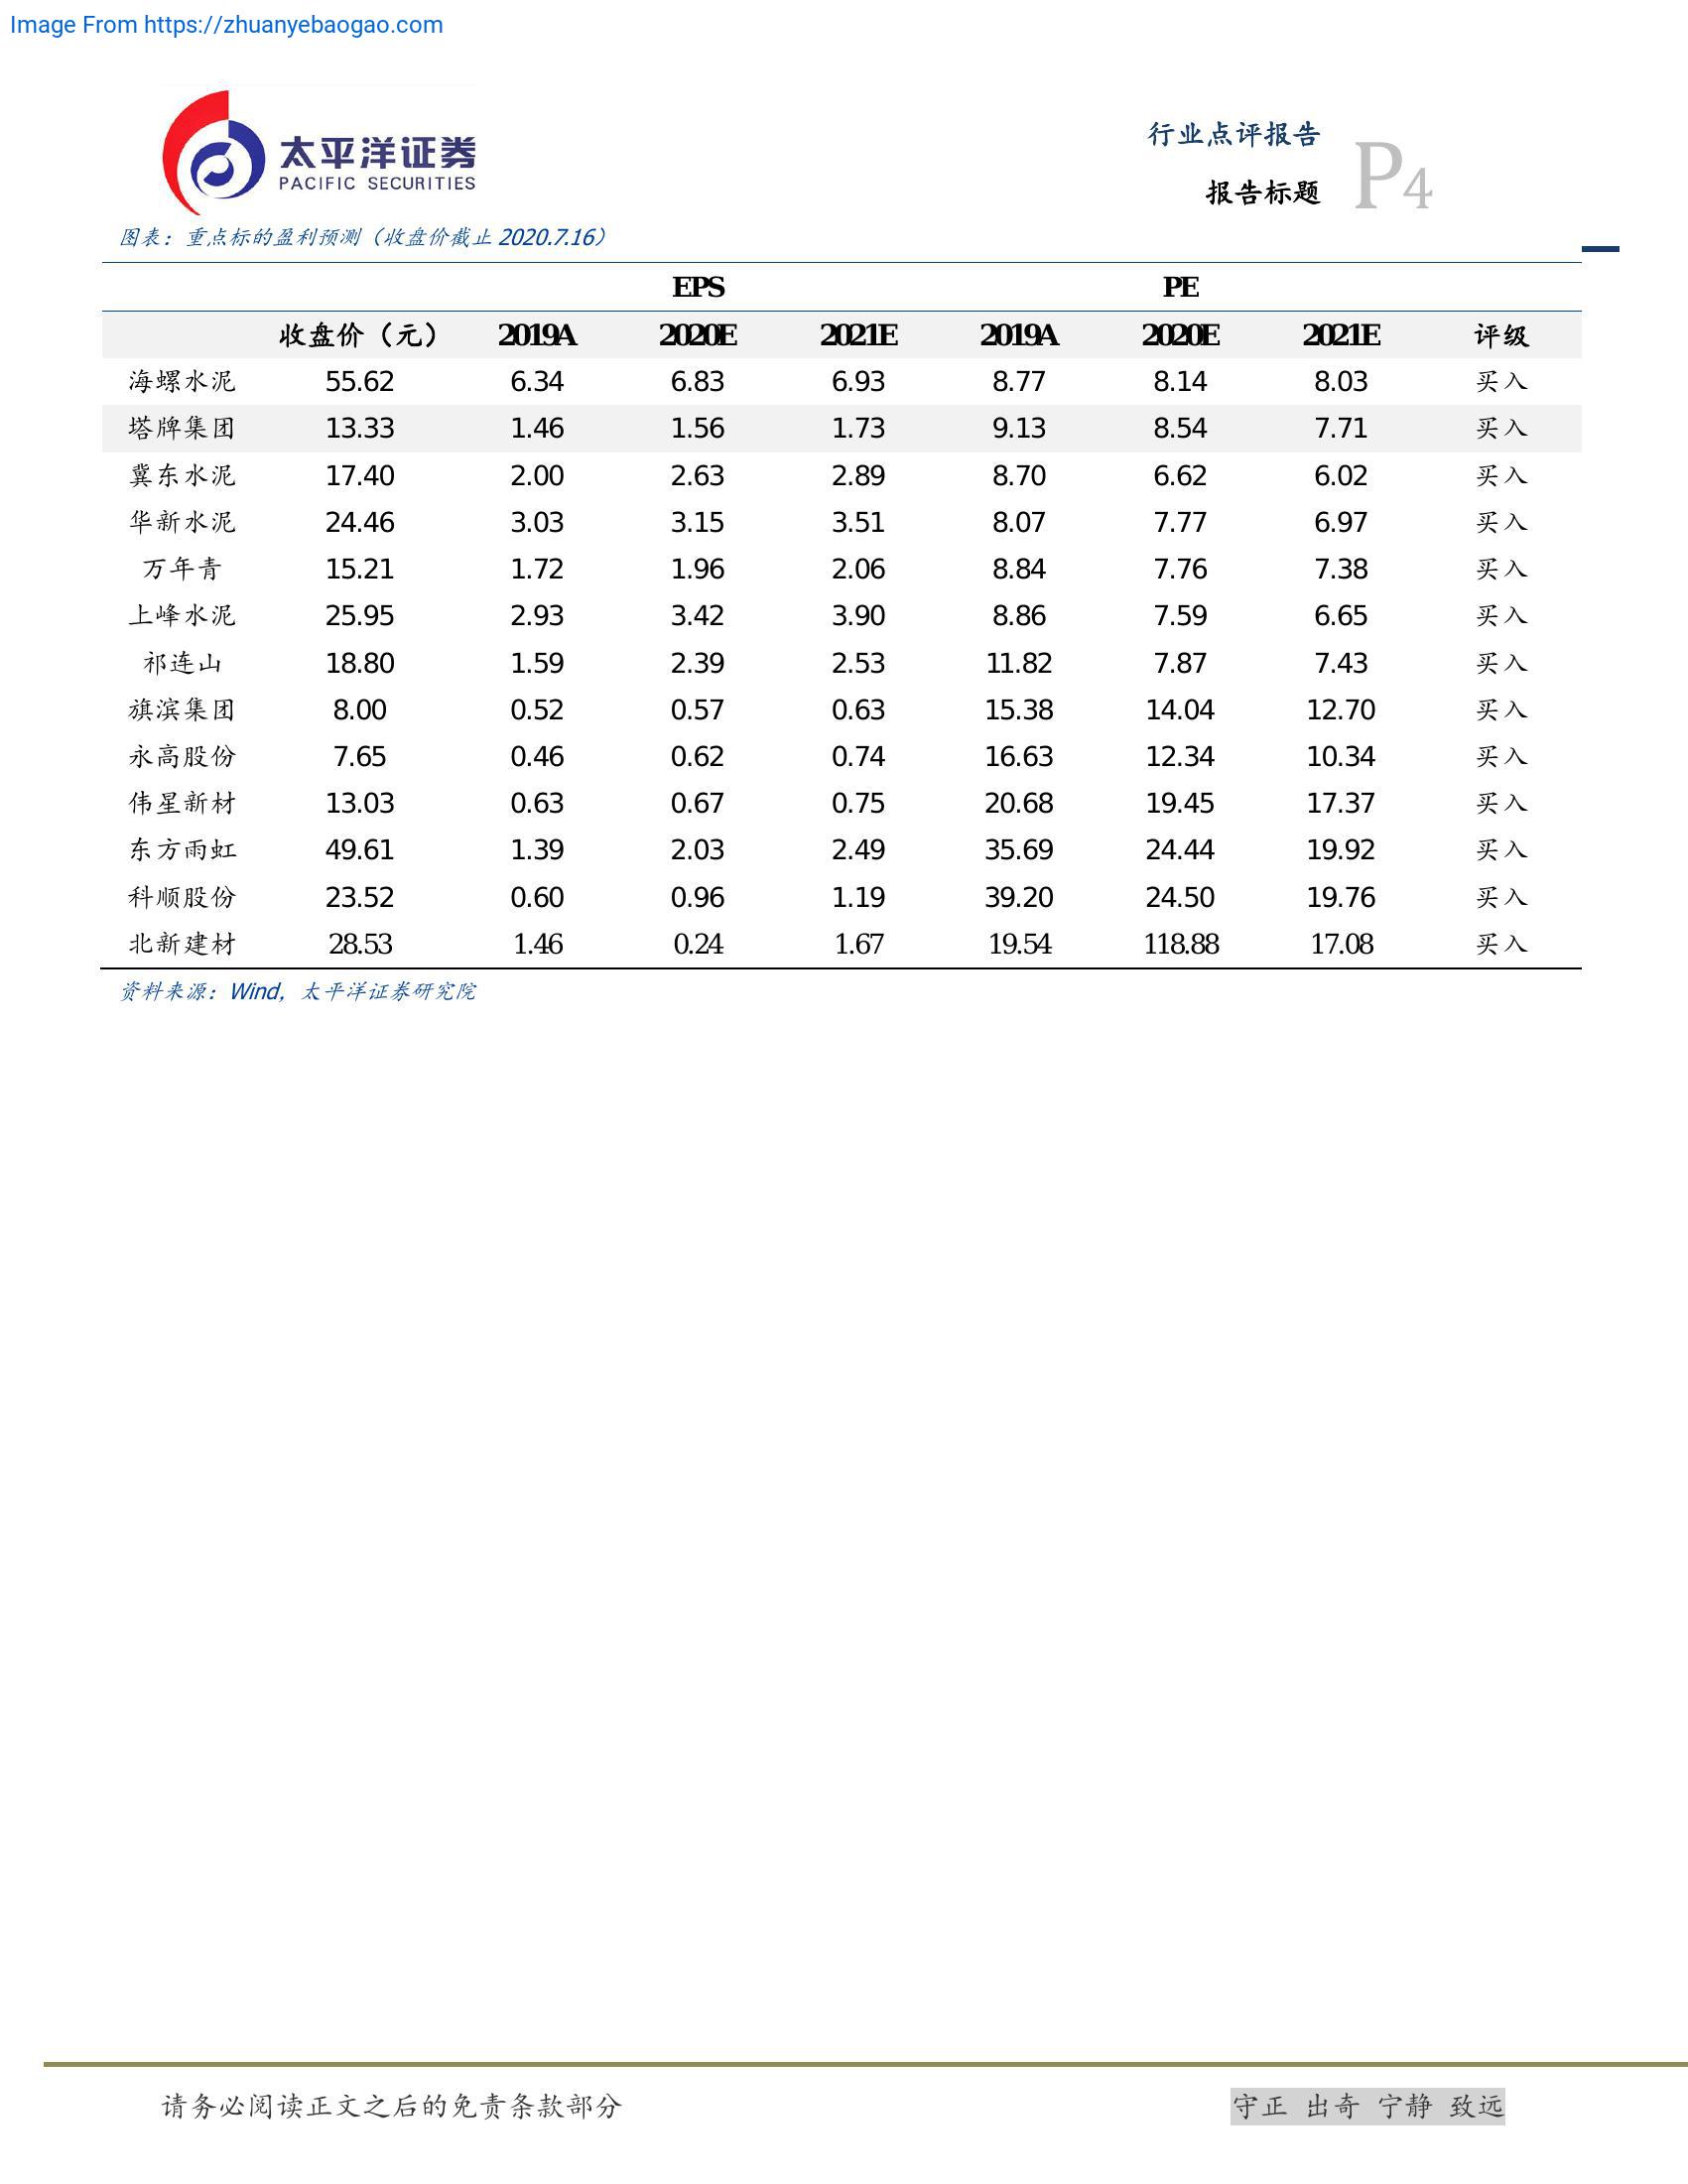 Image From https://zhuanyebaogao.com
太平洋证券
PACIFIC SECURITIES
行业点评报告
报告标题
P4
图表：重点标的盈利预测（收盘价截止 2020.7.16）
EPS PE
收盘价（元） 2019A 2020E 2021E 2019A 2020E 2021E 评级
海螺水泥 55.62 6.34 6.83 6.93 8.77 8.14 8.03 买入
塔牌集团 13.33 1.46 1.56 1.73 9.13 8.54 7.71 买入
冀东水泥 17.40 2.00 2.63 2.89 8.70 6.62 6.02 买入
华新水泥 24.46 3.03 3.15 3.51 8.07 7.77 6.97 买入
万年青 15.21 1.72 1.96 2.06 8.84 7.76 7.38 买入
上峰水泥 25.95 2.93 3.42 3.90 8.86 7.59 6.65 买入
祁连山 18.80 1.59 2.39 2.53 11.82 7.87 7.43 买入
旗滨集团 8.00 0.52 0.57 0.63 15.38 14.04 12.70 买入
永高股份 7.65 0.46 0.62 0.74 16.63 12.34 10.34 买入
伟星新材 13.03 0.63 0.67 0.75 20.68 19.45 17.37 买入
东方雨虹 49.61 1.39 2.03 2.49 35.69 24.44 19.92 买入
科顺股份 23.52 0.60 0.96 1.19 39.20 24.50 19.76 买入
北新建材 28.53 1.46 0.24 1.67 19.54 118.88 17.08 买入
资料来源：Wind，太平洋证券研究院
请务必阅读正文之后的免责条款部分
守正 出奇 宁静 致远